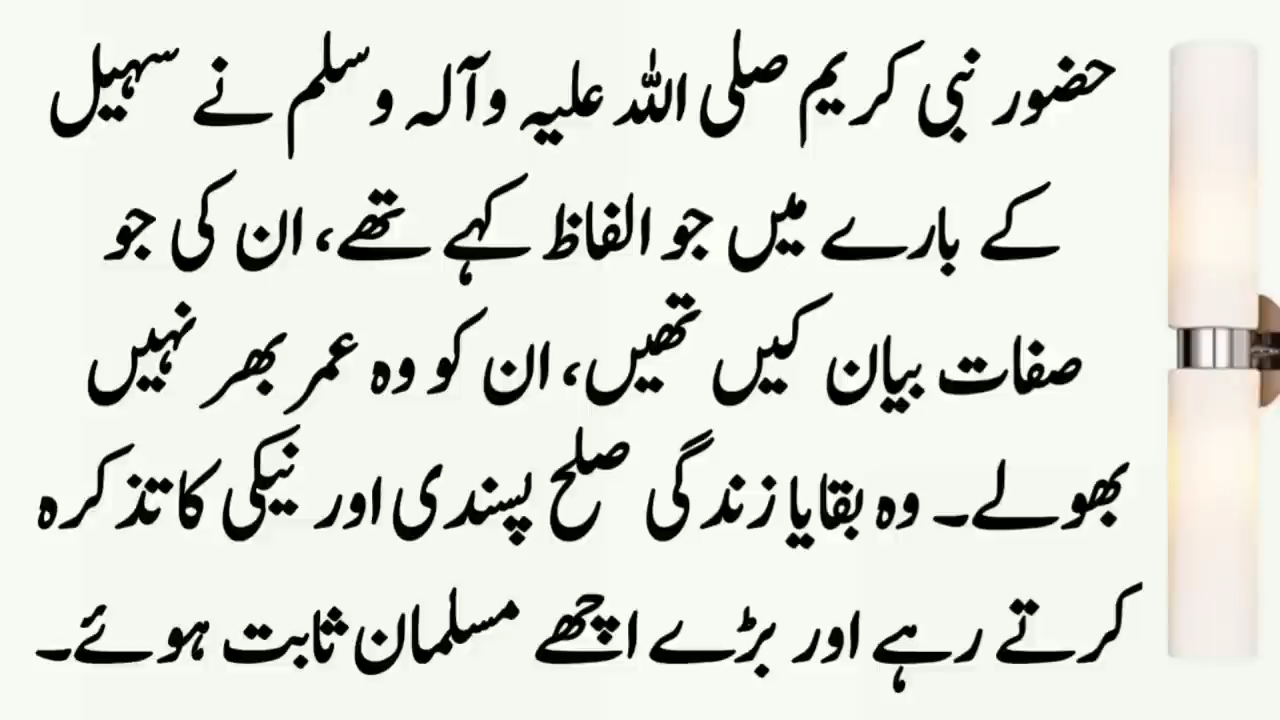 حضور نبی کریم صلی اللہ علیہ وآلہ وسلم نے سہیل
کے بارے میں جو الفاظ کہے تھے، ان کی جو
صفات بیان کیں تھیں، ان کو وہ عمر بھر نہیں
بھولے۔ وہ بقایا زندگی صلح پسندی اور نیکی کا تذکرہ
کرتے رہے اور بڑے اچھے مسلمان ثابت ہوئے۔